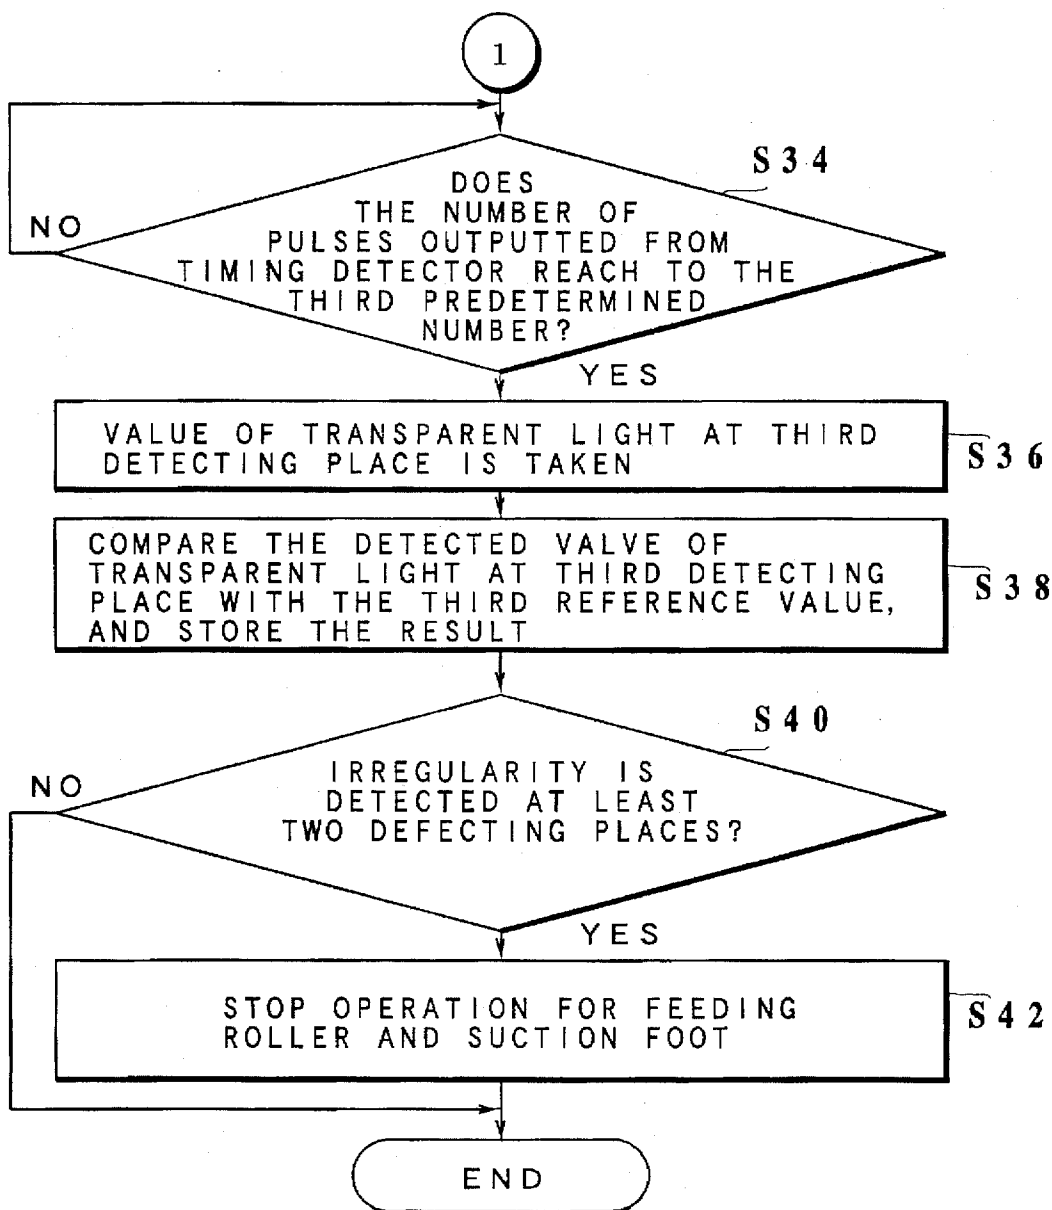 1
S34
DOES
THE NUMBER OF
PULSES OUTPUTTED FROM
TIMING DETECTOR REACH TO THE
THIRD PREDETERMINED
NUMBER?
NO
YES
VALUE OF TRANSPARENT LIGHT AT THIRD
DETECTING PLACE IS TAKEN
S36
COMPARE THE DETECTED VALVE OF
TRANSPARENT LIGHT AT THIRD DETECTING
PLACE WITH THE THIRD REFERENCE VALUE,
AND STORE THE RESULT
S38
S40
IRREGULARITY IS
DETECTED AT LEAST
TWO DEFECTING PLACES?
NO
YES
STOP OPERATION FOR FEEDING
ROLLER AND SUCTION FOOT
S42
END